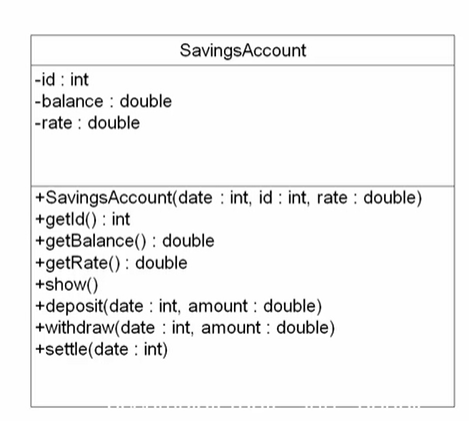 SavingsAccount
-id : int
-balance : double
-rate : double
+SavingsAccount(date : int, id : int, rate : double)
+getId() : int
+getBalance() : double
+getRate() : double
+show()
+deposit(date : int, amount : double)
+withdraw(date : int, amount : double)
+settle(date : int)